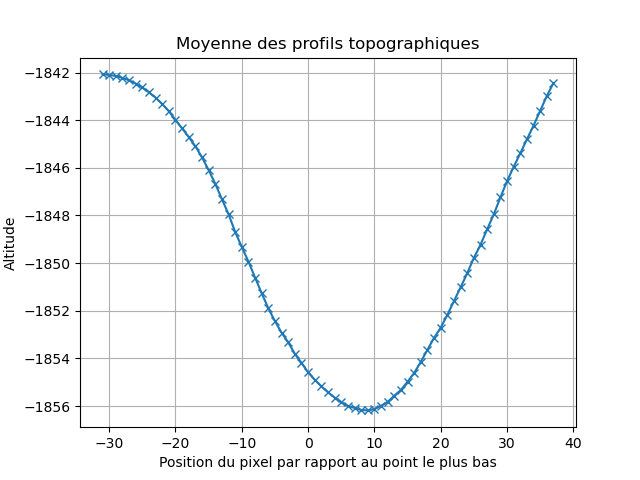 Moyenne des profils topographiques
−1842
−1844
−1846
−1848
−1850
−1852
−1854
−1856
Altitude
−30 −20 −10 0 10 20 30 40
Position du pixel par rapport au point le plus bas